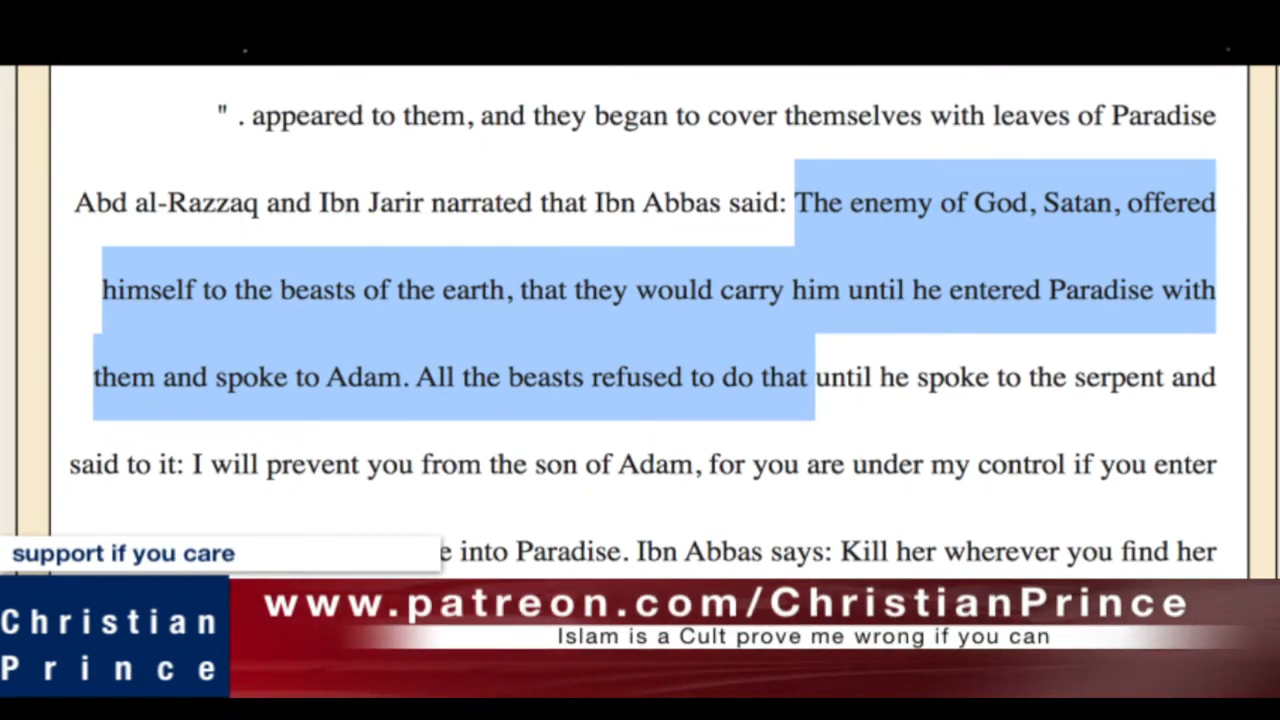 " . appeared to them, and they began to cover themselves with leaves of Paradise
Abd al-Razzaq and Ibn Jarir narrated that Ibn Abbas said: The enemy of God, Satan, offered
himself to the beasts of the earth, that they would carry him until he entered Paradise with
them and spoke to Adam. All the beasts refused to do that until he spoke to the serpent and
said to it: I will prevent you from the son of Adam, for you are under my control if you enter
into Paradise. Ibn Abbas says: Kill her wherever you find her
support if you care
Christian
Prince
www.patreon.com/ChristianPrince
Islam is a Cult prove me wrong if you can